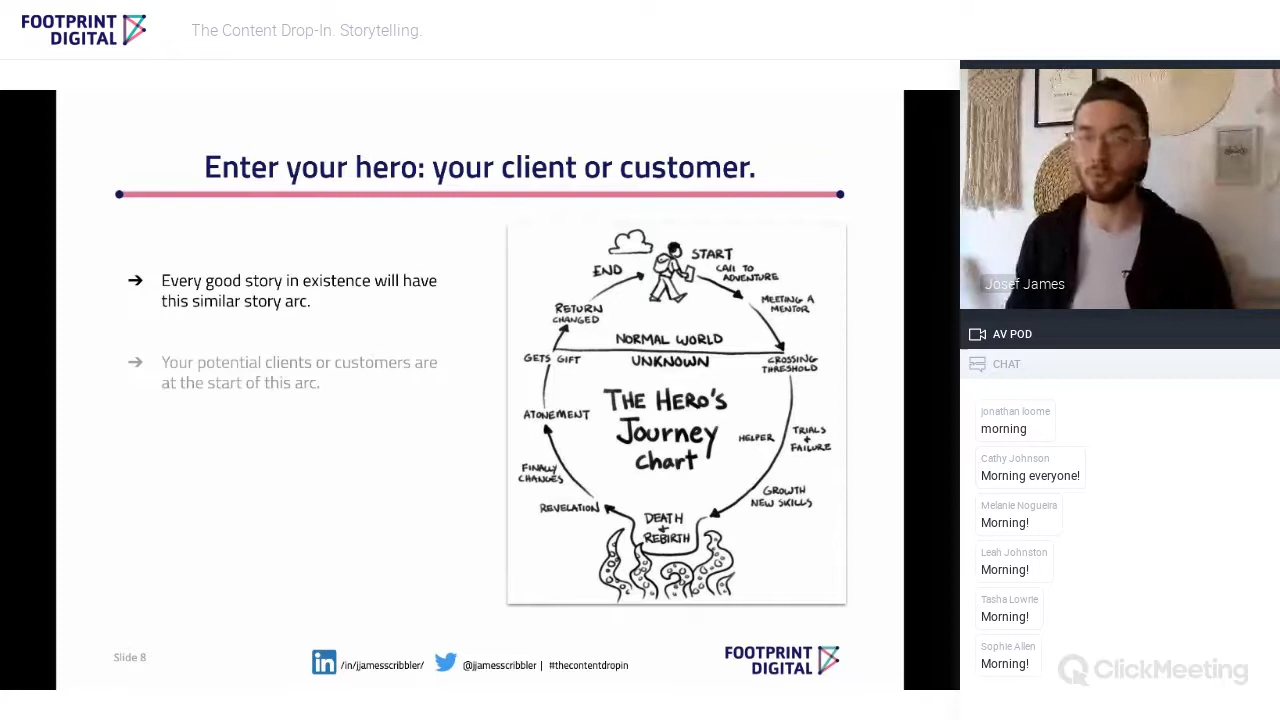 FOOTPRINT
DIGITAL
The Content Drop-In. Storytelling.
Enter your hero: your client or customer.
➔ Every good story in existence will have
this similar story arc.
➔ Your potential clients or customers are
at the start of this arc.
START
CALL TO
ADVENTURE
MEETING A
MENTOR
CROSSING
THRESHOLD
TRIALS
+
FAILURE
HELPER
GROWTH
NEW SKILLS
DEATH
+
REBIRTH
REVELATION
FINALLY
CHANGES
ATONEMENT
GETS GIFT
RETURN
CHANGED
END
NORMAL WORLD
UNKNOWN
THE HERO'S
JOURNEY
CHART
Slide 8
/in/jjamesscribbler/
@jjamesscribbler | #thecontentdropin
FOOTPRINT
DIGITAL
Josef James
AV POD
CHAT
jonathan loome
morning
Cathy Johnson
Morning everyone!
Melanie Nogueira
Morning!
Leah Johnston
Morning!
Tasha Lowrie
Morning!
Sophie Allen
Morning!
ClickMeeting